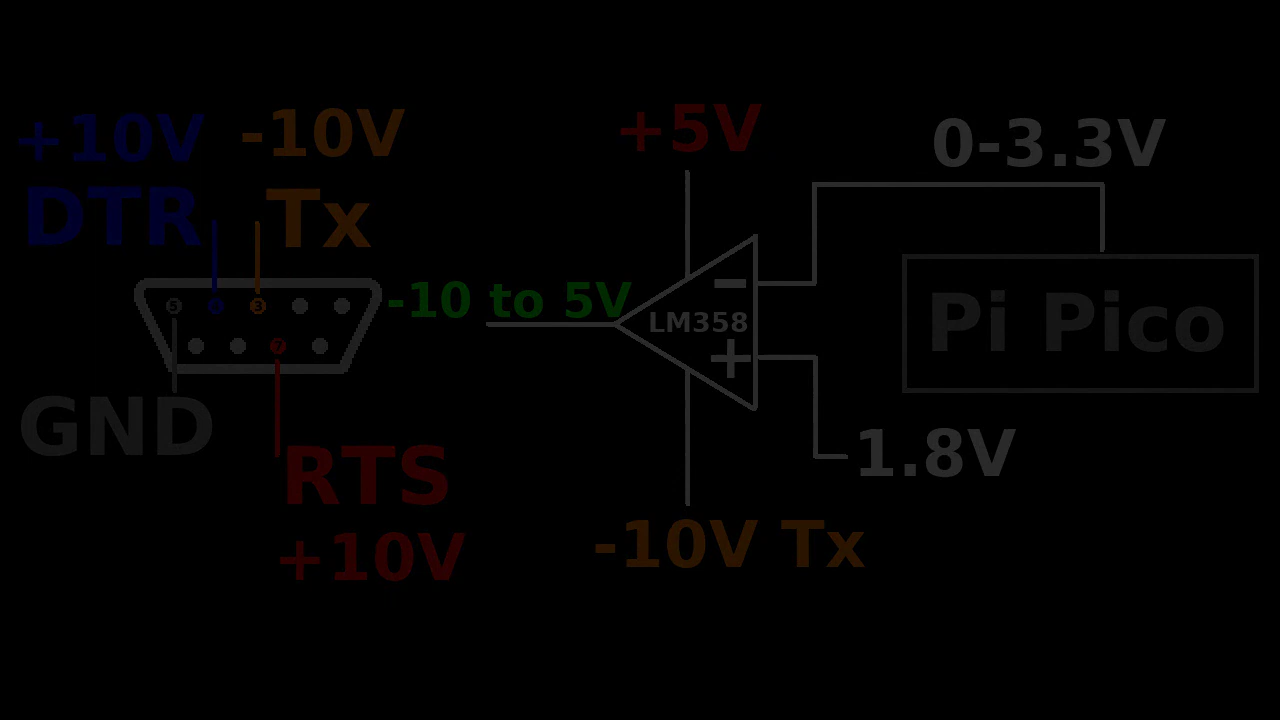 +10V -10V
DTR Tx
5 4 3
7
GND
RTS
+10V
-10 to 5V
+5V
LM358
-
+
-10V Tx
0-3.3V
Pi Pico
1.8V